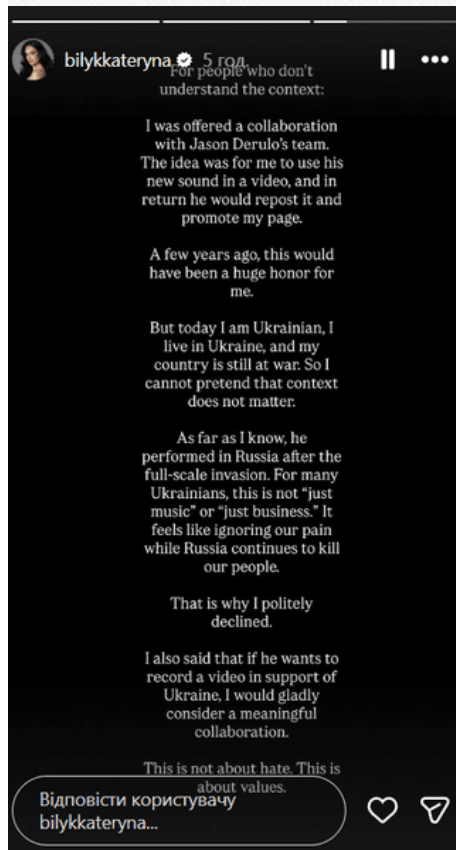 bilykkateryna 5 год.
For people who don't
understand the context:
I was offered a collaboration
with Jason Derulo's team.
The idea was for me to use his
new sound in a video, and in
return he would repost it and
promote my page.
A few years ago, this would
have been a huge honor for
me.
But today I am Ukrainian, I
live in Ukraine, and my
country is still at war. So I
cannot pretend that context
does not matter.
As far as I know, he
performed in Russia after the
full-scale invasion. For many
Ukrainians, this is not “just
music” or “just business.” It
feels like ignoring our pain
while Russia continues to kill
our people.
That is why I politely
declined.
I also said that if he wants to
record a video in support of
Ukraine, I would gladly
consider a meaningful
collaboration.
This is not about hate. This is
about values.
Відповісти користувачу
bilykkateryna...